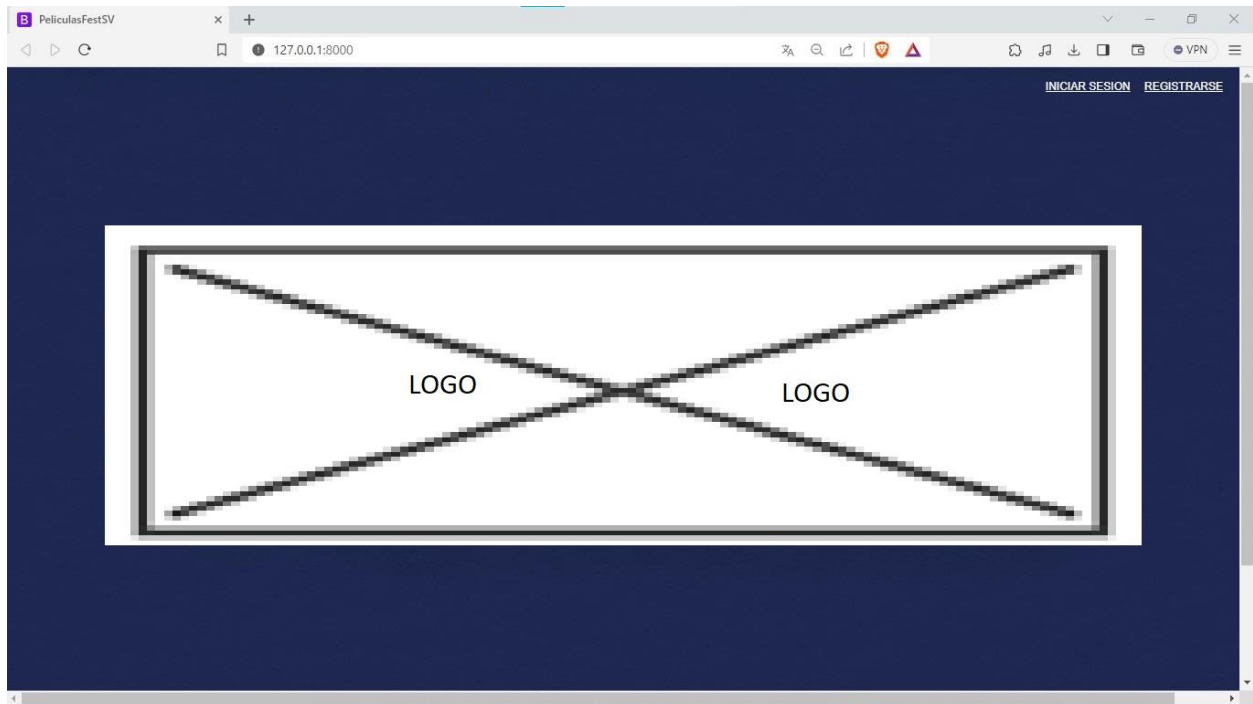 B PeliculasFestSV
127.0.0.1:8000
VPN
INICIAR SESION REGISTRARSE
LOGO LOGO